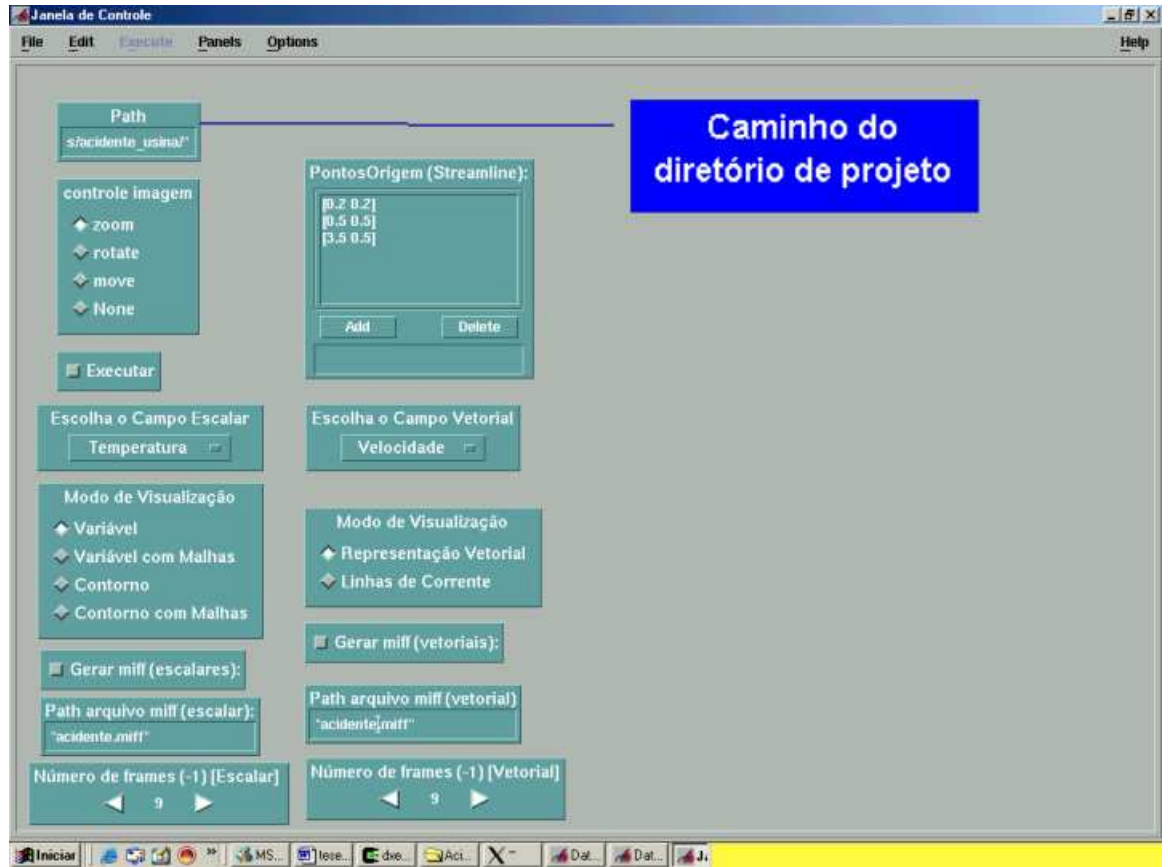 Janela de Controle
File Edit Execute Panels Options Help
Path
s/acidente_usina/"
Caminho do
diretório de projeto
controle imagem
zoom
rotate
move
None
Executar
PontosOrigem (Streamline):
[0.2 0.2]
[0.5 0.5]
[3.5 0.5]
Add Delete
Escolha o Campo Escalar
Temperatura
Escolha o Campo Vetorial
Velocidade
Modo de Visualização
Variável
Variável com Malhas
Contorno
Contorno com Malhas
Modo de Visualização
Representação Vetorial
Linhas de Corrente
Gerar miff (escalares):
Gerar miff (vetoriais):
Path arquivo miff (escalar):
"acidente.miff"
Path arquivo miff (vetorial)
"acidente.miff"
Número de frames (-1) [Escalar]
9
Número de frames (-1) [Vetorial]
9
Iniciar » MS... tese... dxe... Aci... X - Dat... Dat... J.